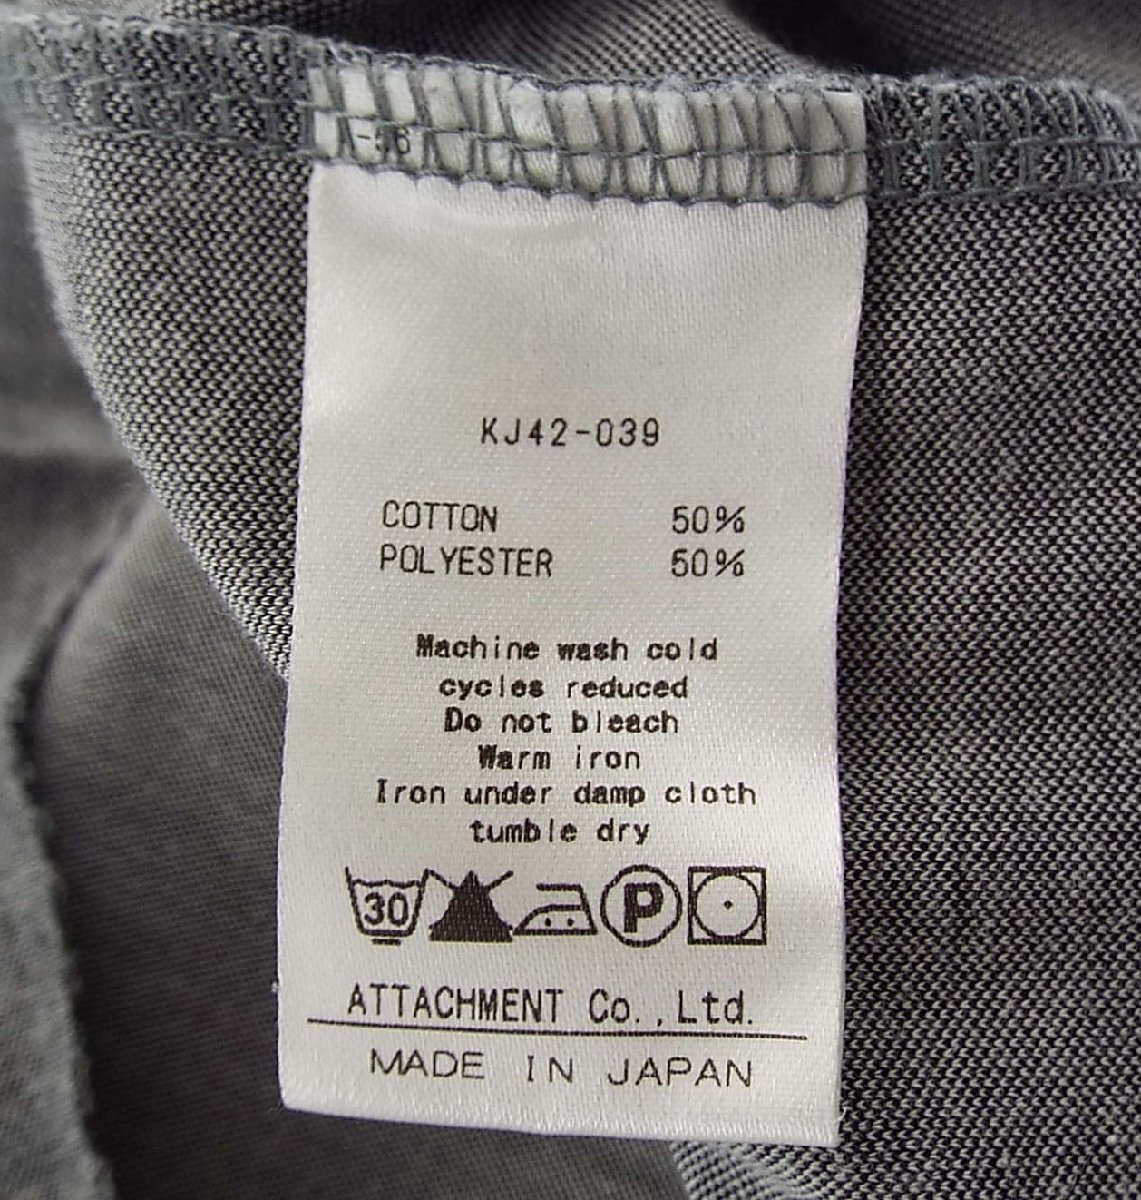 KJ42-039
COTTON 50%
POLYESTER 50%
Machine wash cold
cycles reduced
Do not bleach
Warm iron
Iron under damp cloth
tumble dry
30 P
ATTACHMENT Co.,Ltd.
MADE IN JAPAN